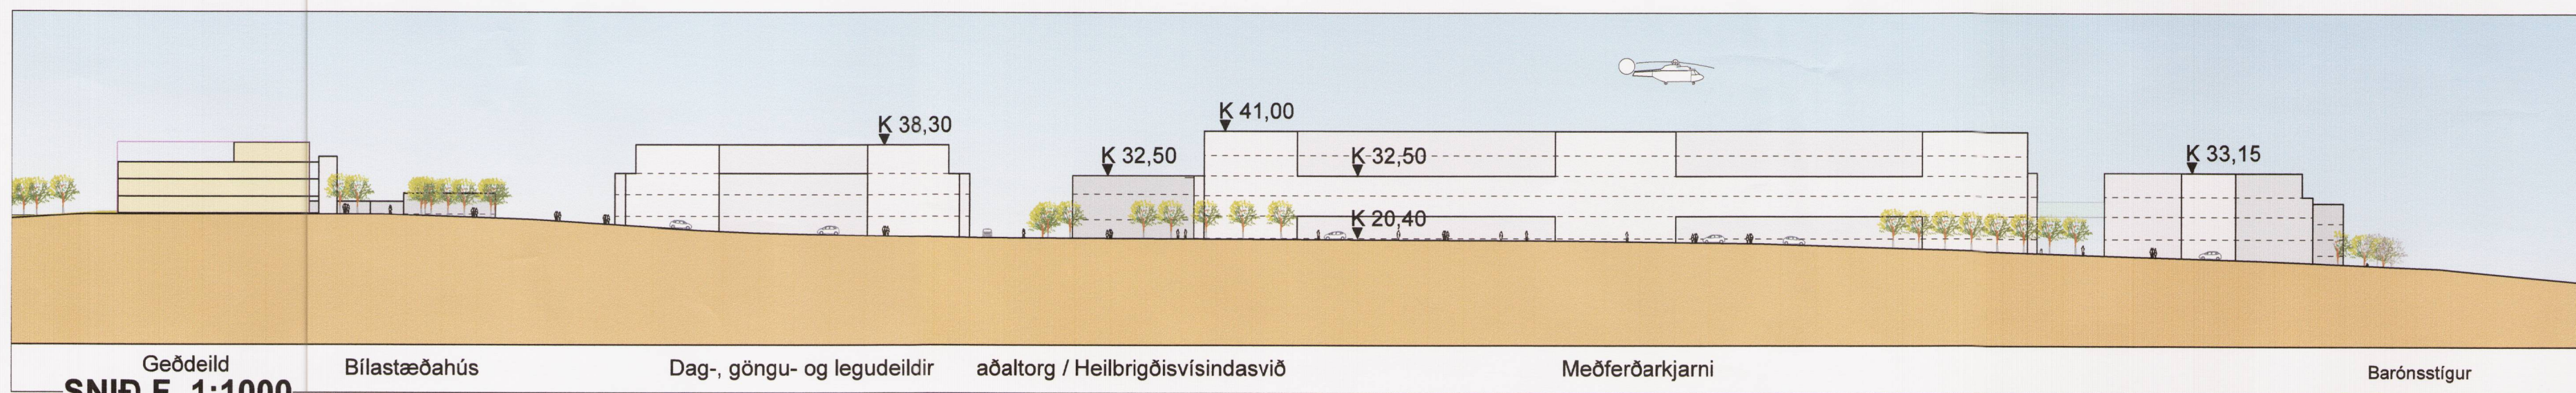 K 41,00
K 38,30
K 32,50
K 32,50
K 33,15
K 20,40
Geðdeild
Bílastæðahús
Dag-, göngu- og legudeildir
aðaltorg / Heilbrigðisvísindasvið
Meðferðarkjarni
Barónsstígur
SNIÐ F 1:1000